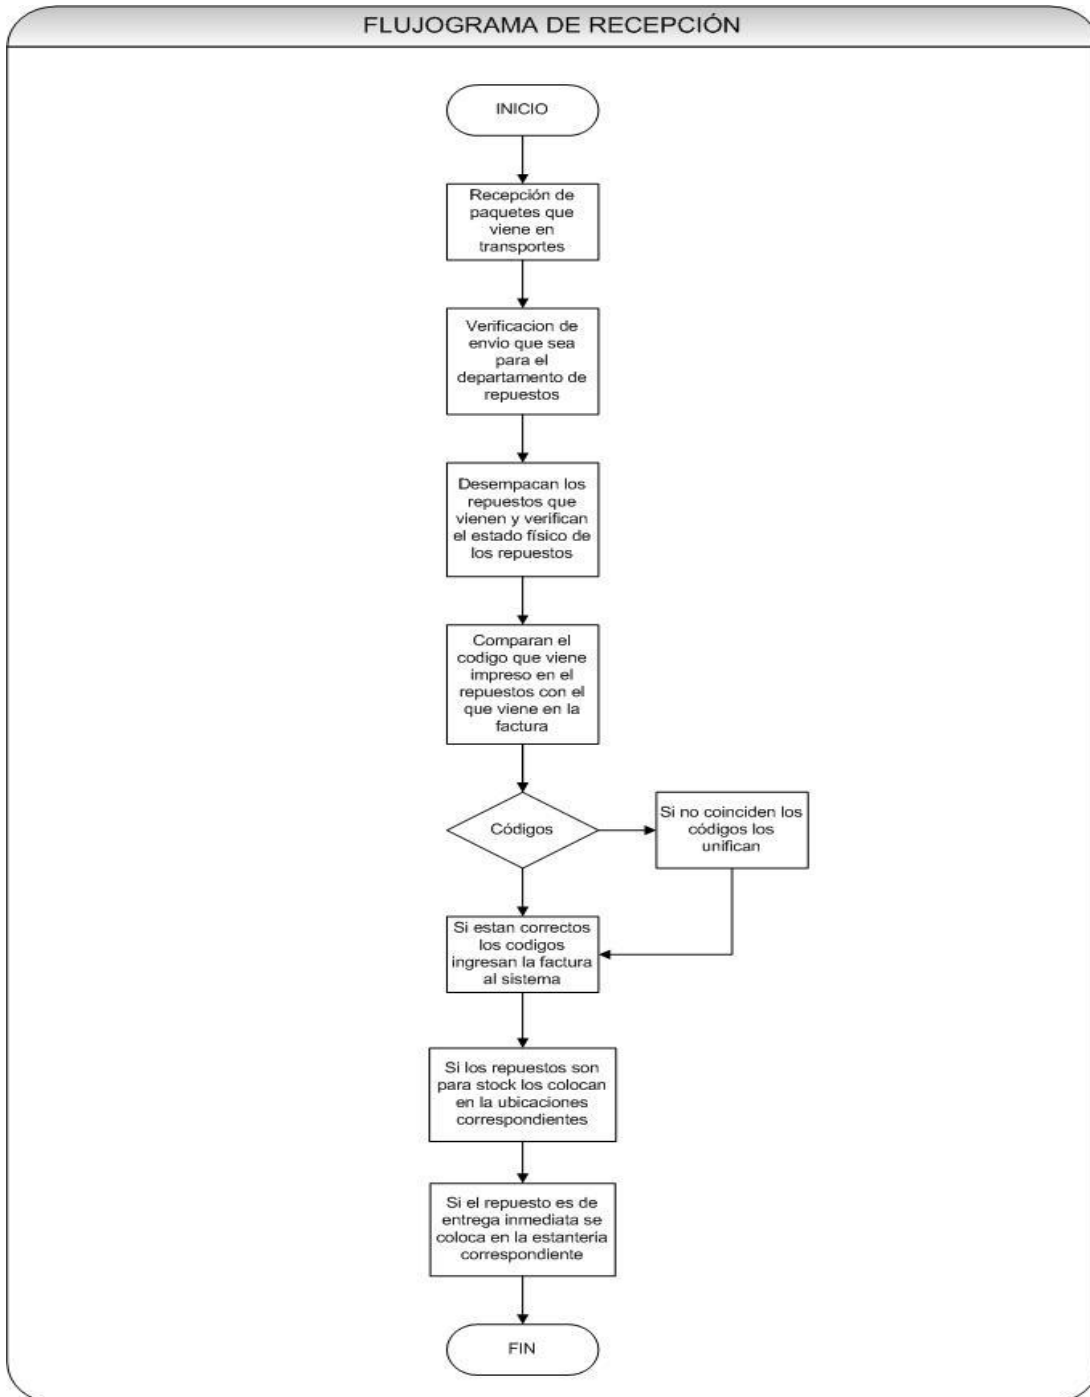 FLUJOGRAMA DE RECEPCIÓN
INICIO
Recepción de
paquetes que
viene en
transportes
Verificacion de
envio que sea
para el
departamento de
repuestos
Desempacan los
repuestos que
vienen y verifican
el estado físico de
los repuestos
Comparan el
codigo que viene
impreso en el
repuestos con el
que viene en la
factura
Códigos
Si no coinciden los
códigos los
unifican
Si estan correctos
los codigos
ingresan la factura
al sistema
Si los repuestos son
para stock los colocan
en la ubicaciones
correspondientes
Si el repuesto es de
entrega inmediata se
coloca en la estanteria
correspondiente
FIN